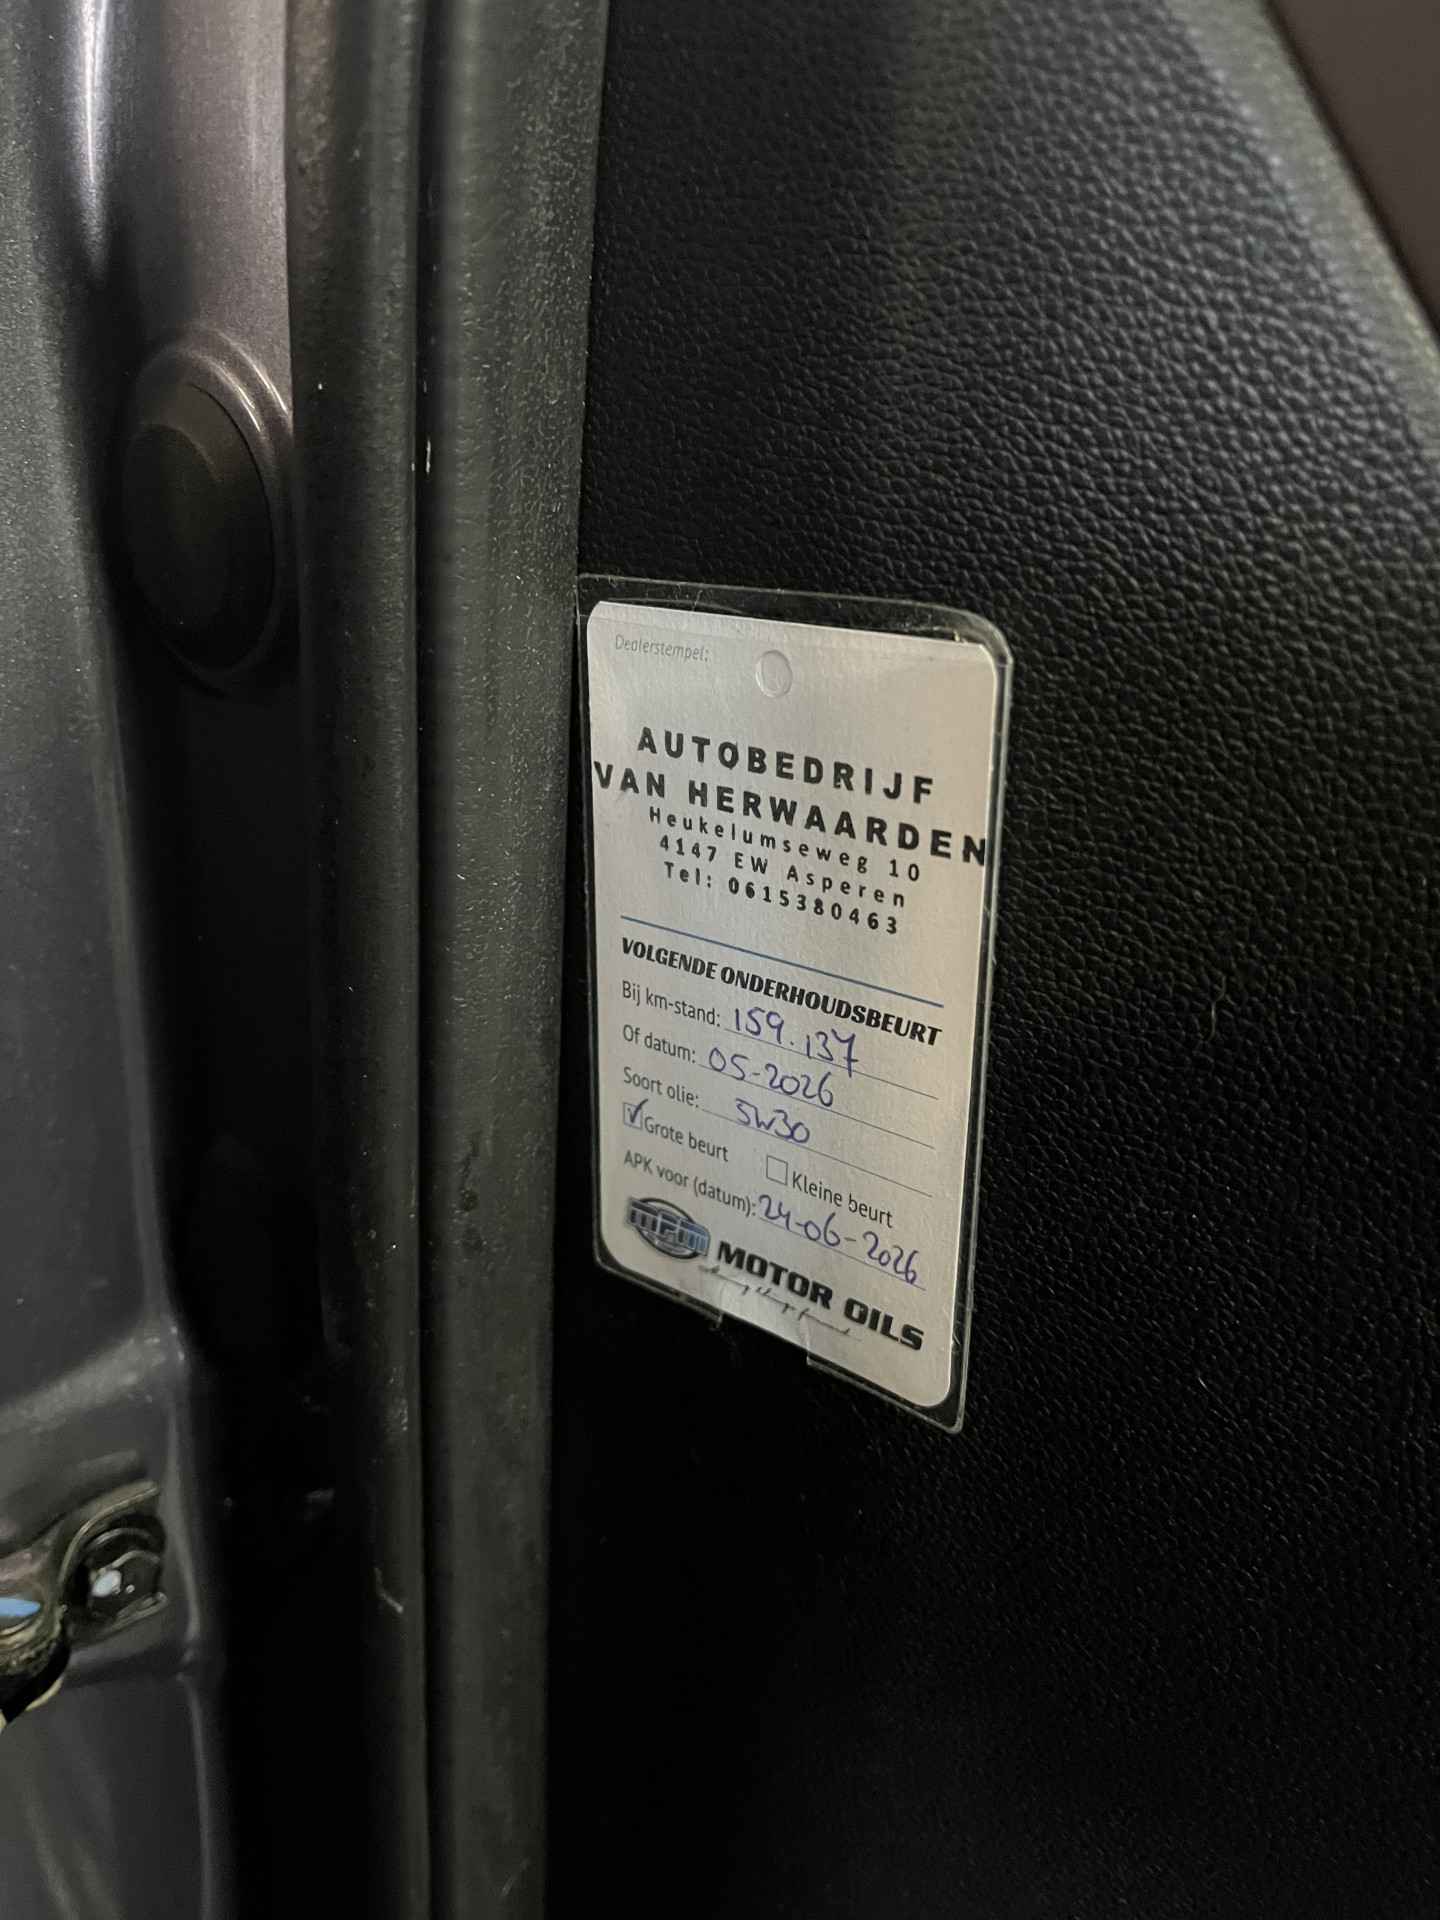 Dealerstempel:
AUTOBEDRIJF
VAN HERWAARDEN
Heukelumseweg 10
4147 EW Asperen
Tel: 0615380463
VOLGENDE ONDERHOUDSBEURT
Bij km-stand: 159.137
Of datum: 05-2026
Soort olie: 5W30
Grote beurt Kleine beurt
APK voor (datum): 24-06-2026
MPM MOTOR OILS